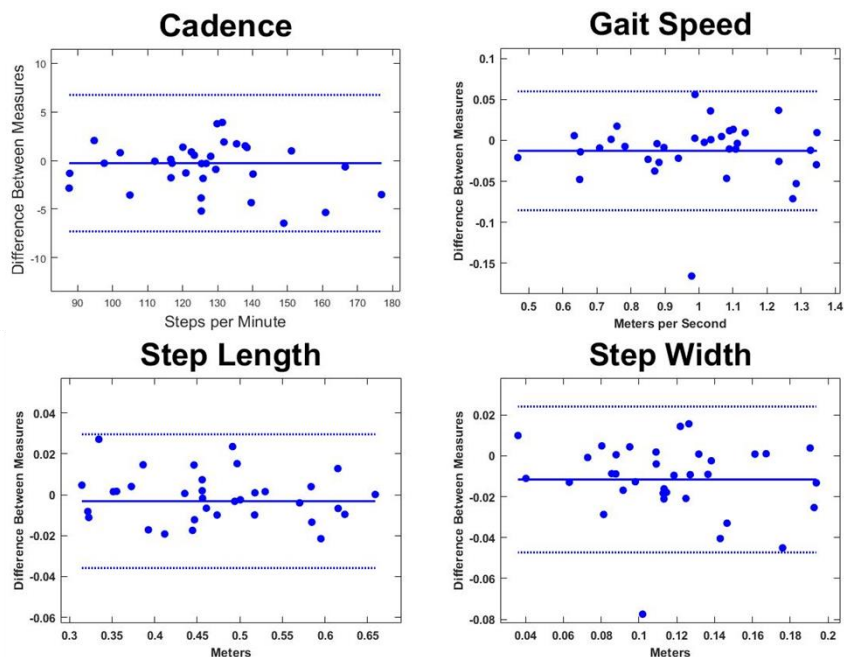 Cadence
Difference Between Measures
10
5
0
-5
-10
90 100 110 120 130 140 150 160 170 180
Steps per Minute
Gait Speed
Difference Between Measures
0.1
0.05
0
-0.05
-0.1
-0.15
0.5 0.6 0.7 0.8 0.9 1 1.1 1.2 1.3 1.4
Meters per Second
Step Length
Difference Between Measures
0.04
0.02
0
-0.02
-0.04
-0.06
0.3 0.35 0.4 0.45 0.5 0.55 0.6 0.65
Meters
Step Width
Difference Between Measures
0.02
0
-0.02
-0.04
-0.06
-0.08
0.04 0.06 0.08 0.1 0.12 0.14 0.16 0.18 0.2
Meters